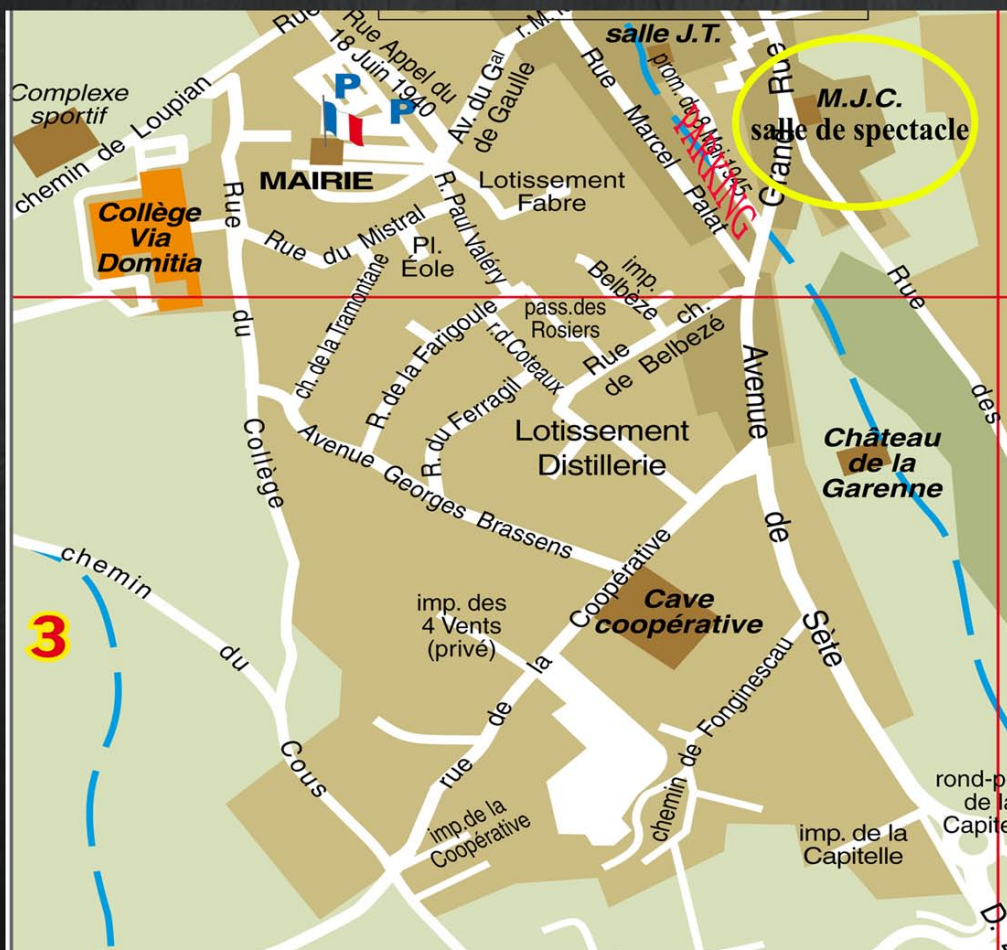 Rue
Rue Appel du
18 Juin 1940
Av. du Gal
de Gaulle
salle J.T.
Rue Marcel Palat
prom. du 8 Mai 1945
PARKING
Grand Rue
M.J.C.
salle de spectacle
Complexe
sportif
chemin de Loupian
P
P
MAIRIE
Collège
Via
Domitia
Rue du Collège
Rue du Mistral
Pl.
Éole
R. Paul Valéry
Lotissement
Fabre
ch. de la Tramontane
R. de la Farigoule
r.d Coteaux
pass.des
Rosiers
imp.
Belbèze
ch.
Rue
de Belbeze
R. du Ferragil
Avenue Georges Brassens
Lotissement
Distillerie
Avenue de Sète
Château
de la
Garenne
Rue des
chemin du Cous
3
imp. des
4 Vents
(privé)
rue de la Coopérative
Cave
coopérative
chemin de Fonginescau
imp.de la
Coopérative
imp. de la
Capitelle
de la
D.